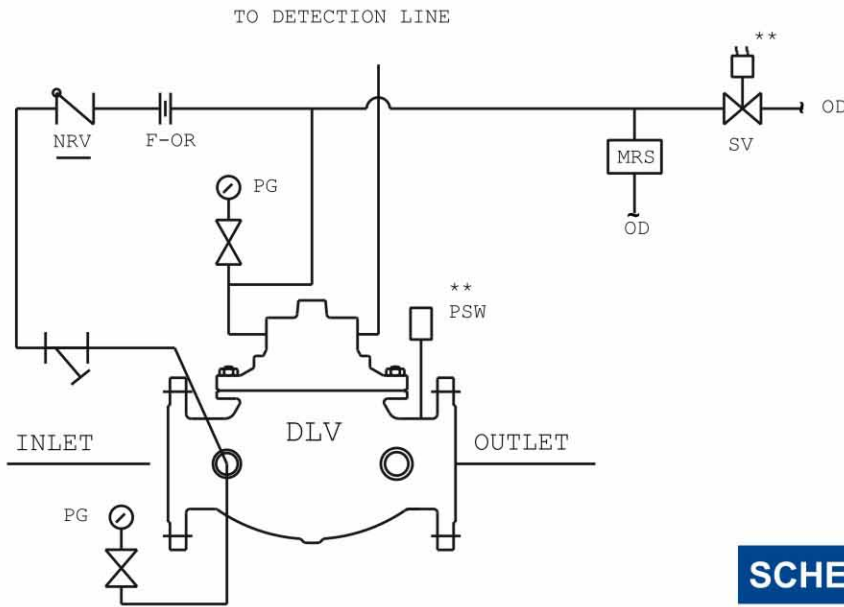 TO DETECTION LINE
**
OD
NRV
F-OR
SV
MRS
PG
OD
**
PSW
DLV
INLET
OUTLET
PG
SCHE